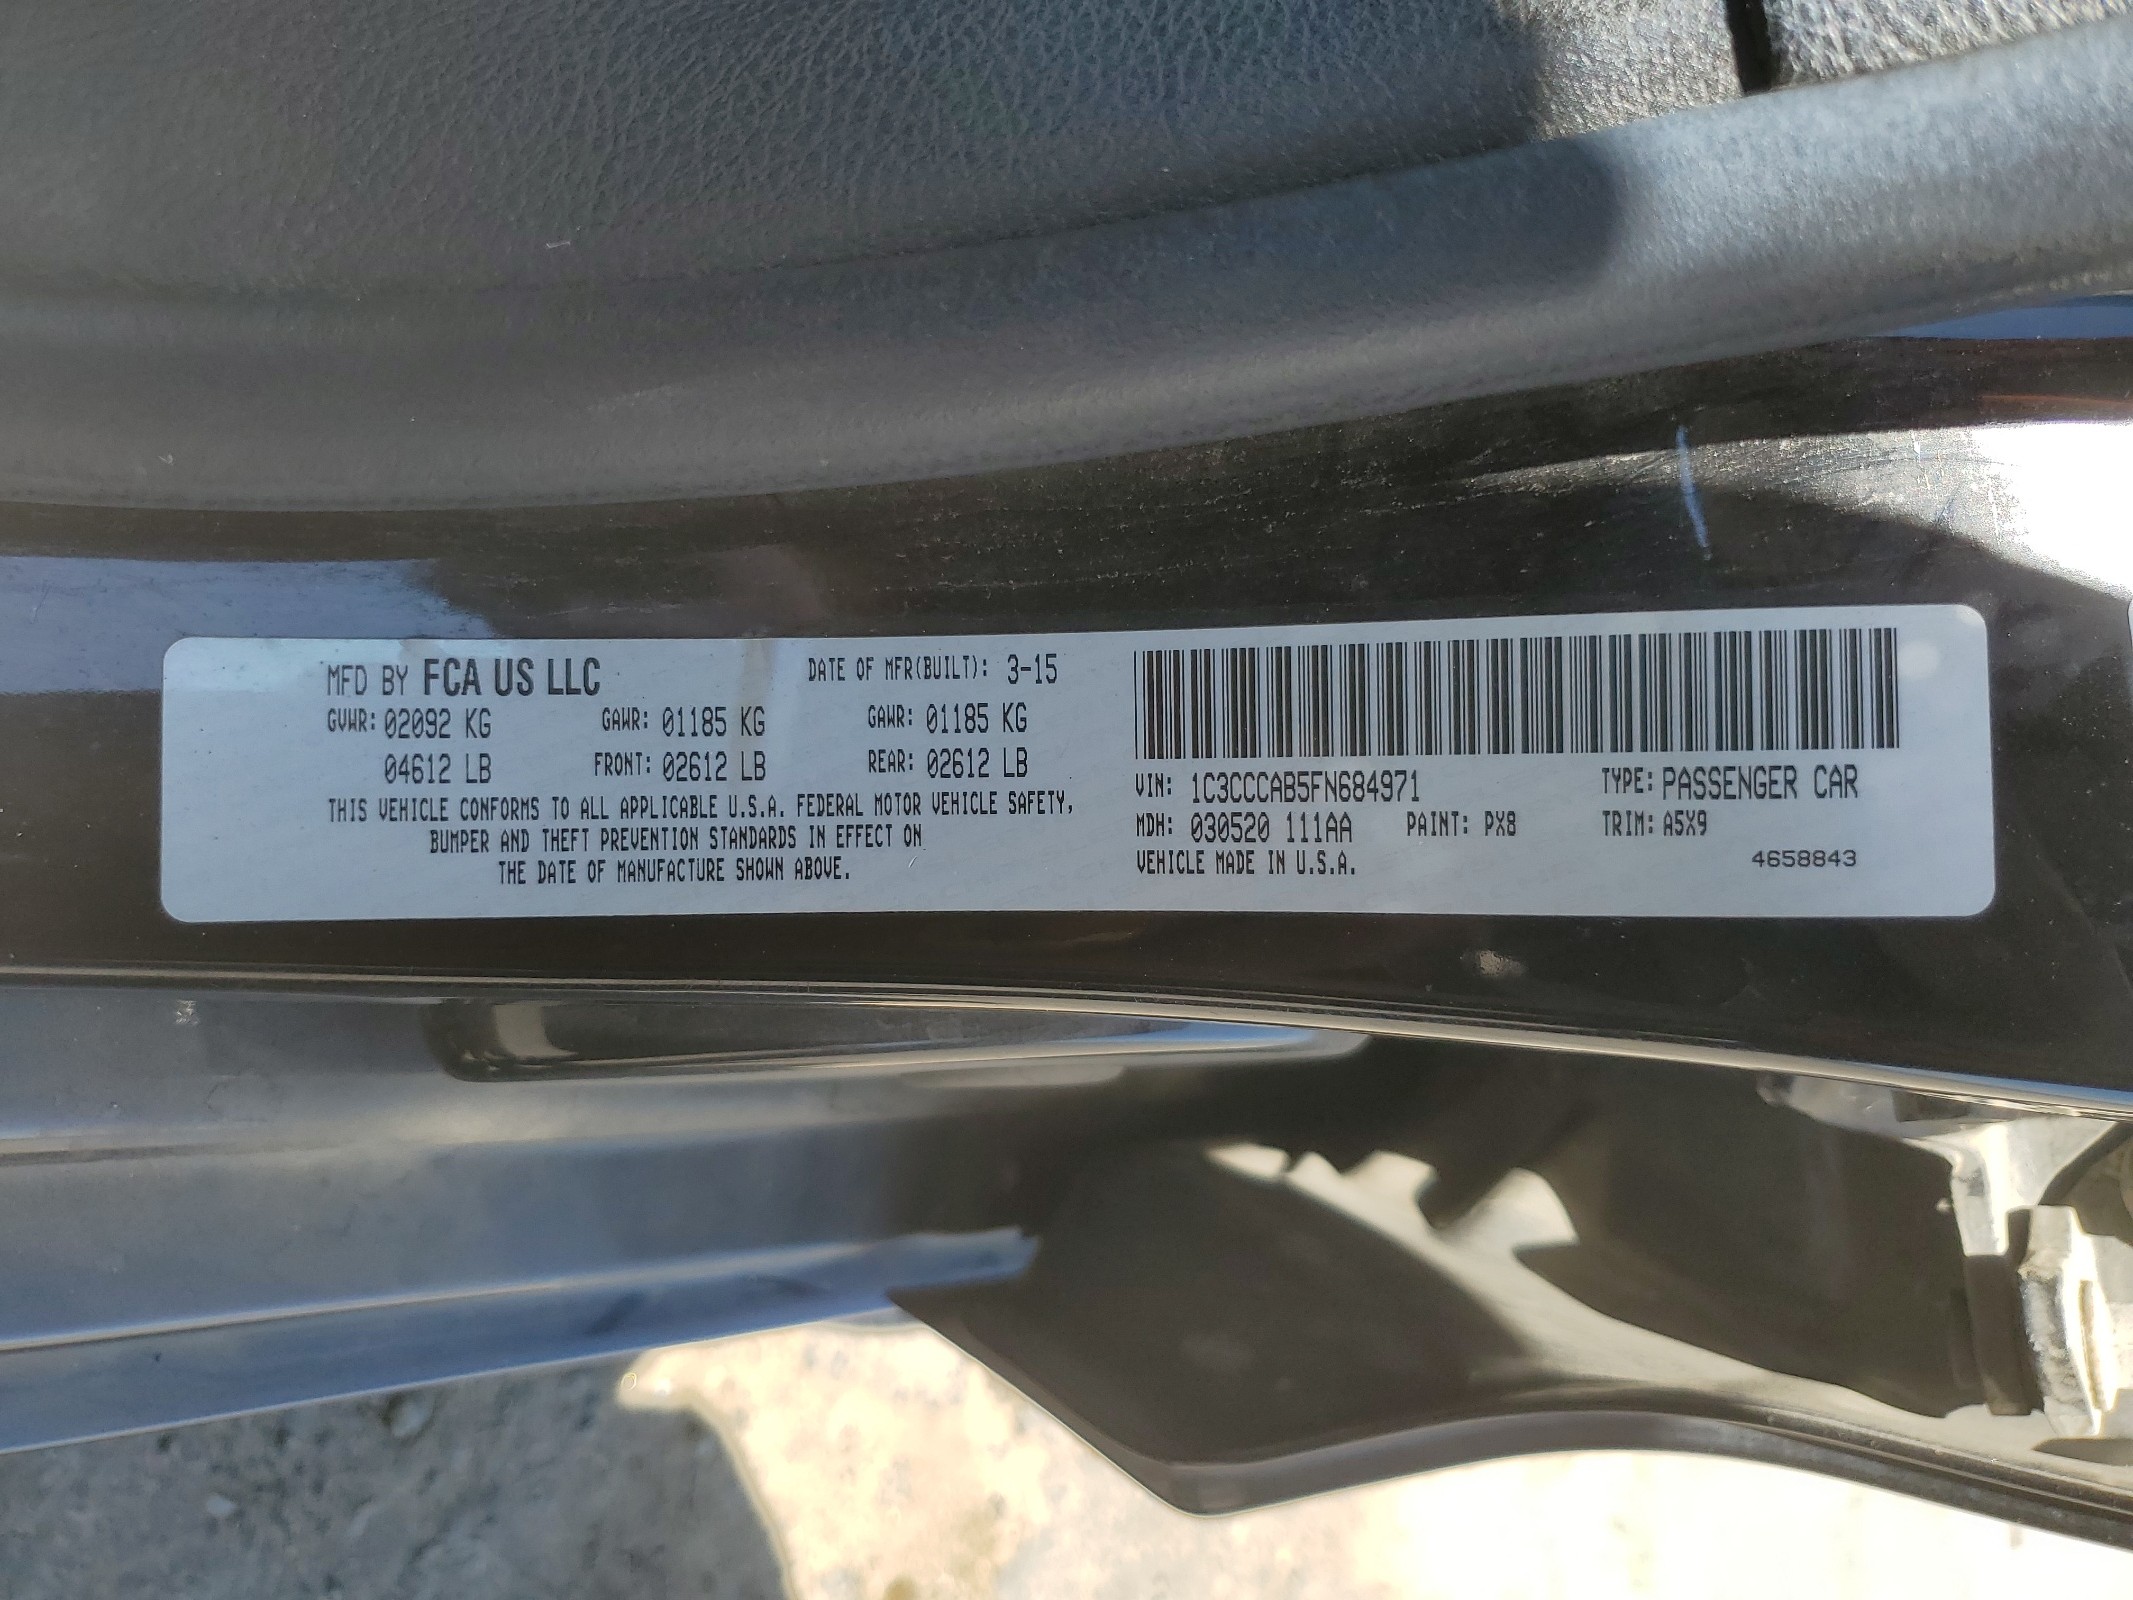 MFD BY FCA US LLC
DATE OF MFR(BUILT): 3-15
GVWR: 02092 KG GAWR: 01185 KG GAWR: 01185 KG
04612 LB FRONT: 02612 LB REAR: 02612 LB
THIS VEHICLE CONFORMS TO ALL APPLICABLE U.S.A. FEDERAL MOTOR VEHICLE SAFETY,
BUMPER AND THEFT PREVENTION STANDARDS IN EFFECT ON
THE DATE OF MANUFACTURE SHOWN ABOVE.
VIN: 1C3CCCAB5FN684971 TYPE: PASSENGER CAR
MDH: 030520 111AA PAINT: PX8 TRIM: A5X9
VEHICLE MADE IN U.S.A. 4658843